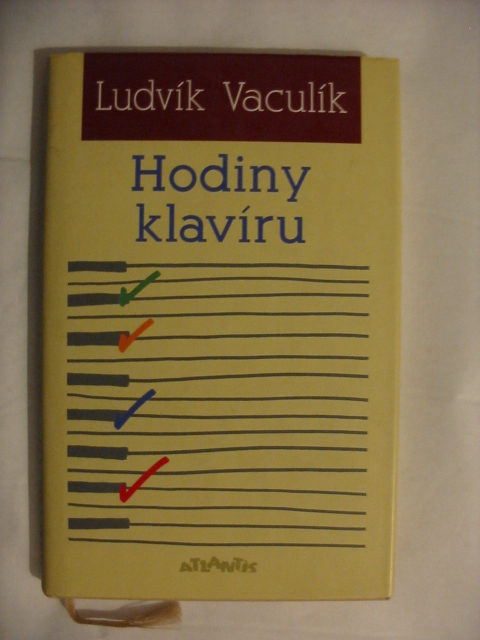 Ludvík Vaculík
Hodiny
klavíru
ATLANTIS